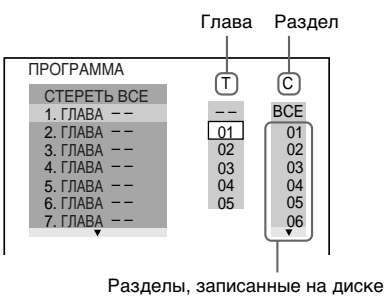 Глава Раздел
ПРОГРАММА
T C
СТЕРЕТЬ ВСЕ – – ВСЕ
1. ГЛАВА – – 01 01
2. ГЛАВА – – 02 02
3. ГЛАВА – – 03 03
4. ГЛАВА – – 04 04
5. ГЛАВА – – 05 05
6. ГЛАВА – – 06
7. ГЛАВА – –
Разделы, записанные на диске